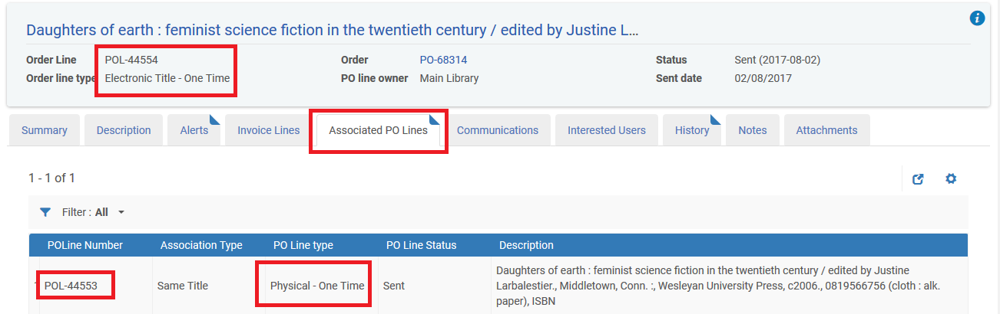 Daughters of earth : feminist science fiction in the twentieth century / edited by Justine L...
Order Line POL-44554 Order PO-68314 Status Sent (2017-08-02)
Order line type Electronic Title - One Time PO line owner Main Library Sent date 02/08/2017
Summary Description Alerts Invoice Lines Associated PO Lines Communications Interested Users History Notes Attachments
1 - 1 of 1
Filter : All
POLine Number Association Type PO Line type PO Line Status Description
POL-44553 Same Title Physical - One Time Sent Daughters of earth : feminist science fiction in the twentieth century / edited by Justine
Larbalestier., Middletown, Conn. :, Wesleyan University Press, c2006., 0819566756 (cloth : alk.
paper), ISBN